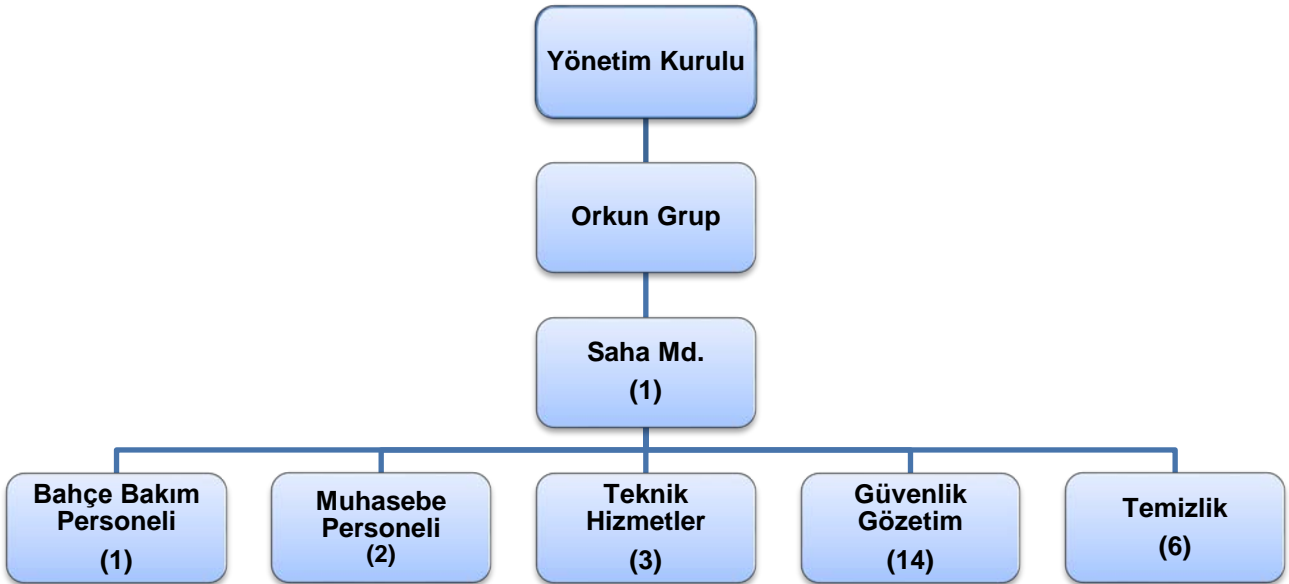 Yönetim Kurulu
Orkun Grup
Saha Md.
(1)
Bahçe Bakım
Personeli
(1)
Muhasebe
Personeli
(2)
Teknik
Hizmetler
(3)
Güvenlik
Gözetim
(14)
Temizlik
(6)